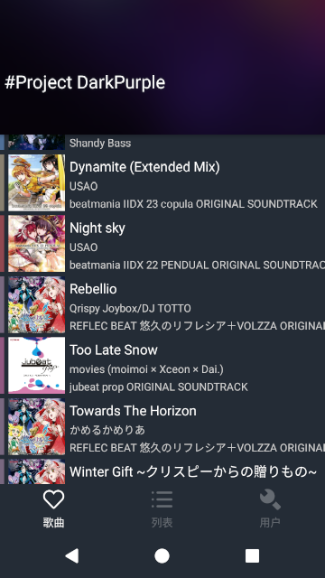 #Project DarkPurple
Shandy Bass
Dynamite (Extended Mix)
USAO
beatmania IIDX 23 copula ORIGINAL SOUNDTRACK
Night sky
USAO
beatmania IIDX 22 PENDUAL ORIGINAL SOUNDTRAC
Rebellio
Qrispy Joybox/DJ TOTTO
REFLEC BEAT 悠久のリフレシア＋VOLZZA ORIGINA
Too Late Snow
movies (moimoi × Xceon × Dai.)
jubeat prop ORIGINAL SOUNDTRACK
jubeat
Towards The Horizon
かめるかめりあ
REFLEC BEAT 悠久のリフレシア＋VOLZZA ORIGINA
Winter Gift ~クリスピーからの贈りもの~
歌曲
列表
用户